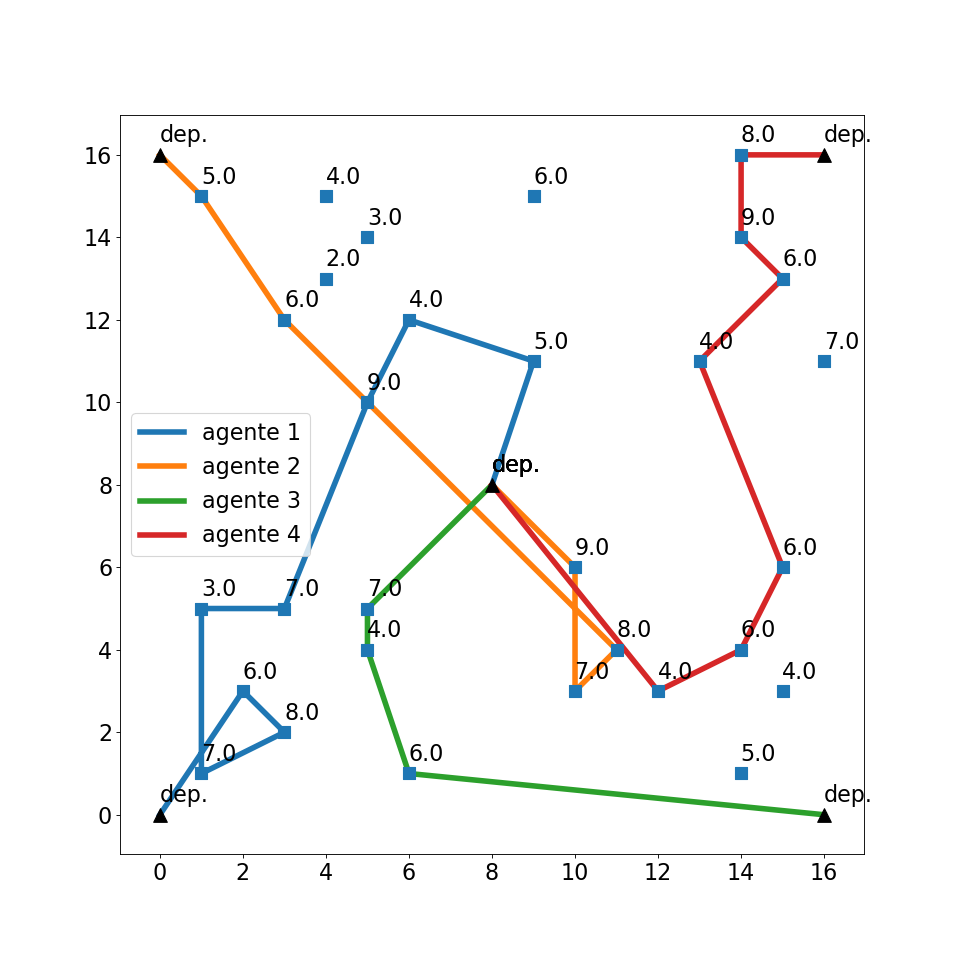 dep. 8.0 dep.
16
5.0 4.0 6.0
3.0 9.0
14
2.0 6.0
6.0 4.0
12
5.0 4.0 7.0
9.0
10
agente 1
agente 2
agente 3
agente 4
dep.
dep.
8
9.0 6.0
6
3.0 7.0 7.0
4.0 8.0 6.0
4
6.0 7.0 4.0 4.0
8.0
2
7.0 6.0 5.0
dep. dep.
0
0 2 4 6 8 10 12 14 16